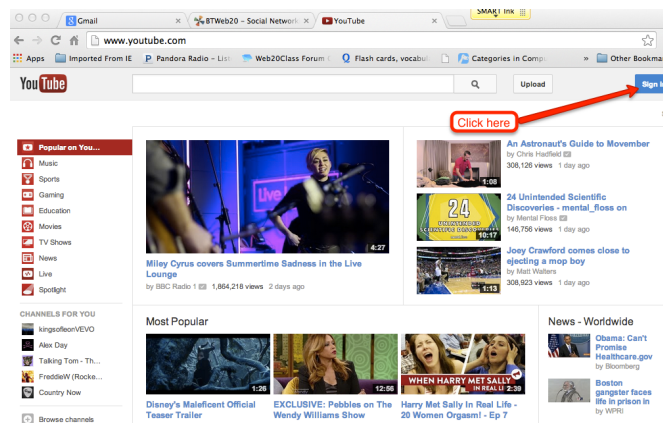 SMART Ink
Gmail
BTWeb20 - Social Network
YouTube
www.youtube.com
Apps
Imported From IE
Pandora Radio - List
Web20Class Forum
Flash cards, vocabul
Categories in Comp
»
Other Bookma
YouTube
Upload
Sign I
Click here
Popular on You...
Music
Sports
Gaming
Education
Movies
TV Shows
News
Live
Spotlight
CHANNELS FOR YOU
kingsofleonVEVO
Alex Day
Talking Tom - Th...
FreddieW (Rocke...
Country Now
Browse channels
Live
4:27
Miley Cyrus covers Summertime Sadness in the Live
Lounge
by BBC Radio 1 1,864,218 views 2 days ago
1:08
An Astronaut's Guide to Movember
by Chris Hadfield
308,126 views 1 day ago
24
UNINTENDED
SCIENTIFIC DISCOVERIES
10:17
24 Unintended Scientific
Discoveries - mental_floss on
by Mental Floss
146,756 views 1 day ago
1:13
Joey Crawford comes close to
ejecting a mop boy
by Matt Walters
308,923 views 1 day ago
Most Popular
1:26
Disney's Maleficent Official
Teaser Trailer
12:56
EXCLUSIVE: Pebbles on The
Wendy Williams Show
WHEN HARRY MET SALLY
IN REAL LI
2:39
Harry Met Sally In Real Life -
20 Women Orgasm! - Ep 7
News - Worldwide
Obama: Can't
Promise
Healthcare.gov
by Bloomberg
Boston
gangster faces
life in prison in
by WPRI